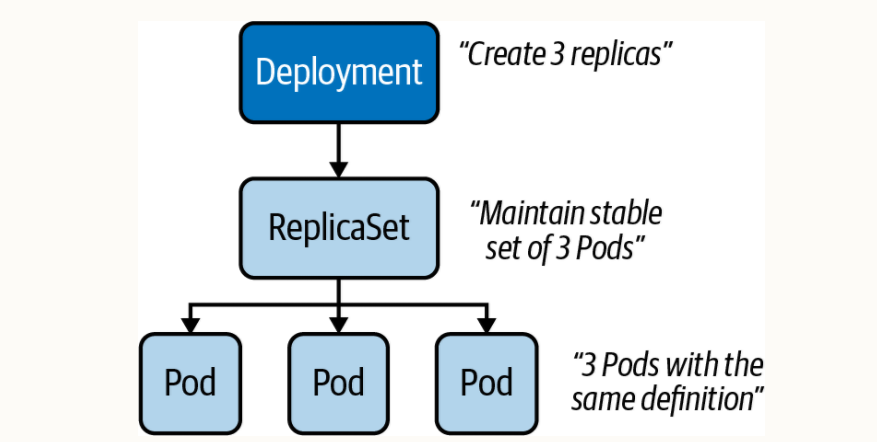 Deployment
“Create 3 replicas”
ReplicaSet
“Maintain stable
set of 3 Pods”
Pod
Pod
Pod
“3 Pods with the
same definition”